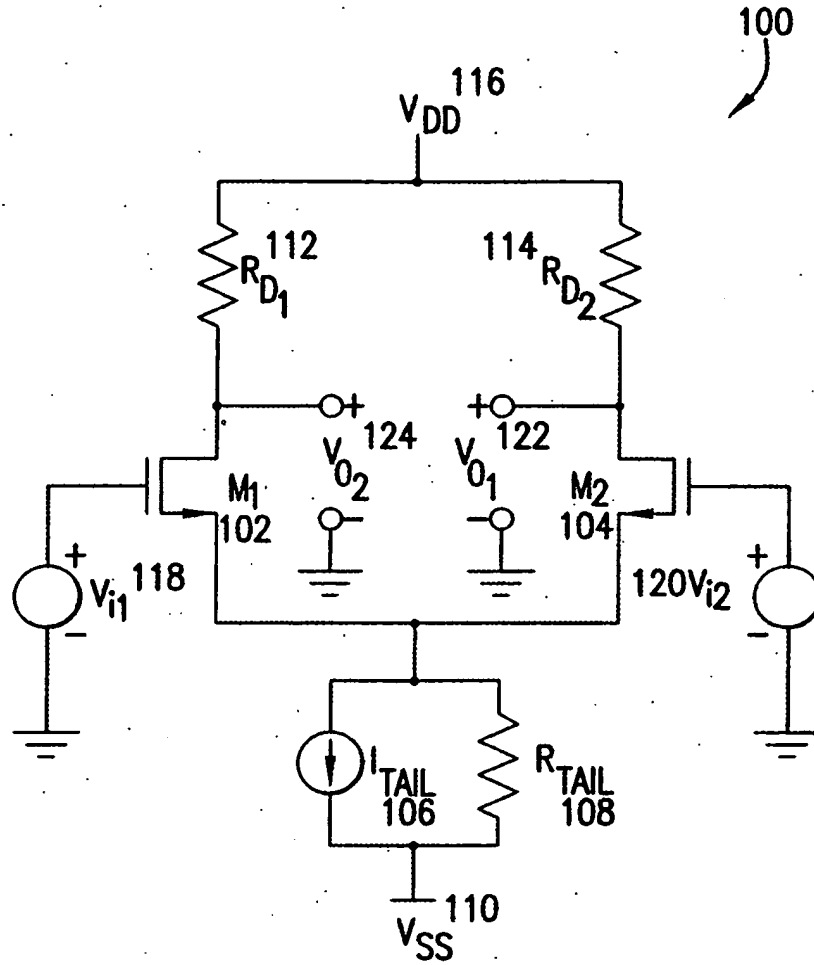 100
116
VDD
112
RD1
114
RD2
+
124
VO2
−
+
122
VO1
−
M1
102
M2
104
+
Vi1 118
−
120Vi2
+
−
ITAIL
106
RTAIL
108
110
VSS